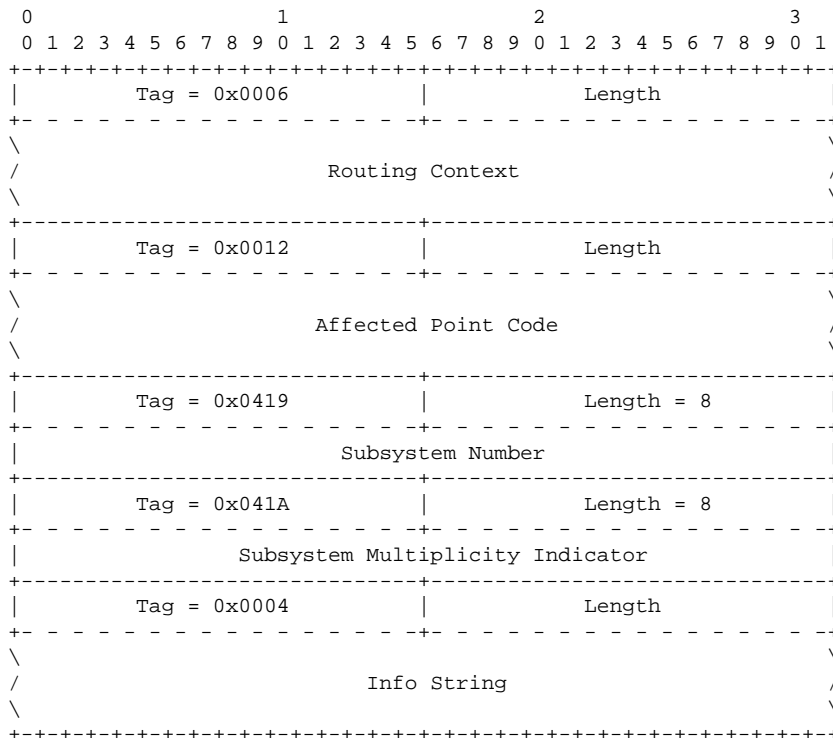 0                   1                   2                   3
0 1 2 3 4 5 6 7 8 9 0 1 2 3 4 5 6 7 8 9 0 1 2 3 4 5 6 7 8 9 0 1
+-+-+-+-+-+-+-+-+-+-+-+-+-+-+-+-+-+-+-+-+-+-+-+-+-+-+-+-+-+-+-+-
|         Tag = 0x0006          |            Length             |
+- - - - - - - - - - - - - - - -+- - - - - - - - - - - - - - - -
\                                                               \
/                        Routing Context                        /
\                                                               \
+-------------------------------+-------------------------------
|         Tag = 0x0012          |            Length             |
+- - - - - - - - - - - - - - - -+- - - - - - - - - - - - - - - -
\                                                               \
/                       Affected Point Code                     /
\                                                               \
+-------------------------------+-------------------------------
|         Tag = 0x0419          |            Length = 8         |
+- - - - - - - - - - - - - - - -+- - - - - - - - - - - - - - - -
|                         Subsystem Number                      |
+-------------------------------+-------------------------------
|         Tag = 0x041A          |            Length = 8         |
+- - - - - - - - - - - - - - - -+- - - - - - - - - - - - - - - -
|                 Subsystem Multiplicity Indicator              |
+-------------------------------+-------------------------------
|         Tag = 0x0004          |            Length             |
+- - - - - - - - - - - - - - - -+- - - - - - - - - - - - - - - -
\                                                               \
/                           Info String                         /
\                                                               \
+-+-+-+-+-+-+-+-+-+-+-+-+-+-+-+-+-+-+-+-+-+-+-+-+-+-+-+-+-+-+-+-